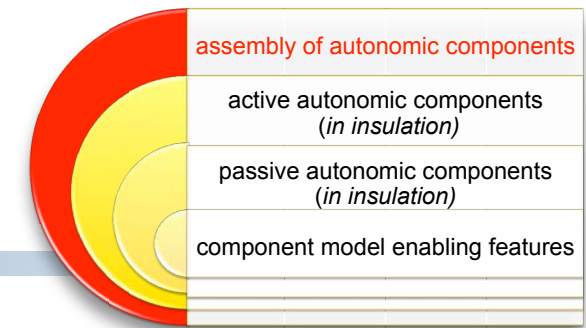 assembly of autonomic components
active autonomic components
(in insulation)
passive autonomic components
(in insulation)
component model enabling features